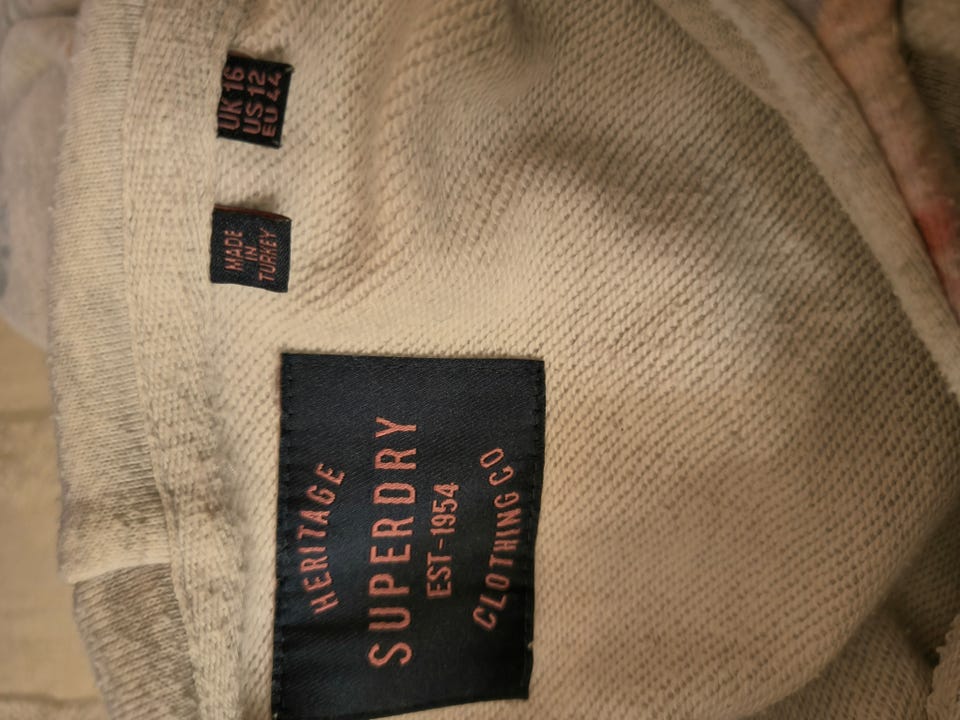 UK 16
US 12
EU 44
MADE
IN
TURKEY
HERITAGE
SUPERDRY
EST-1954
CLOTHING CO